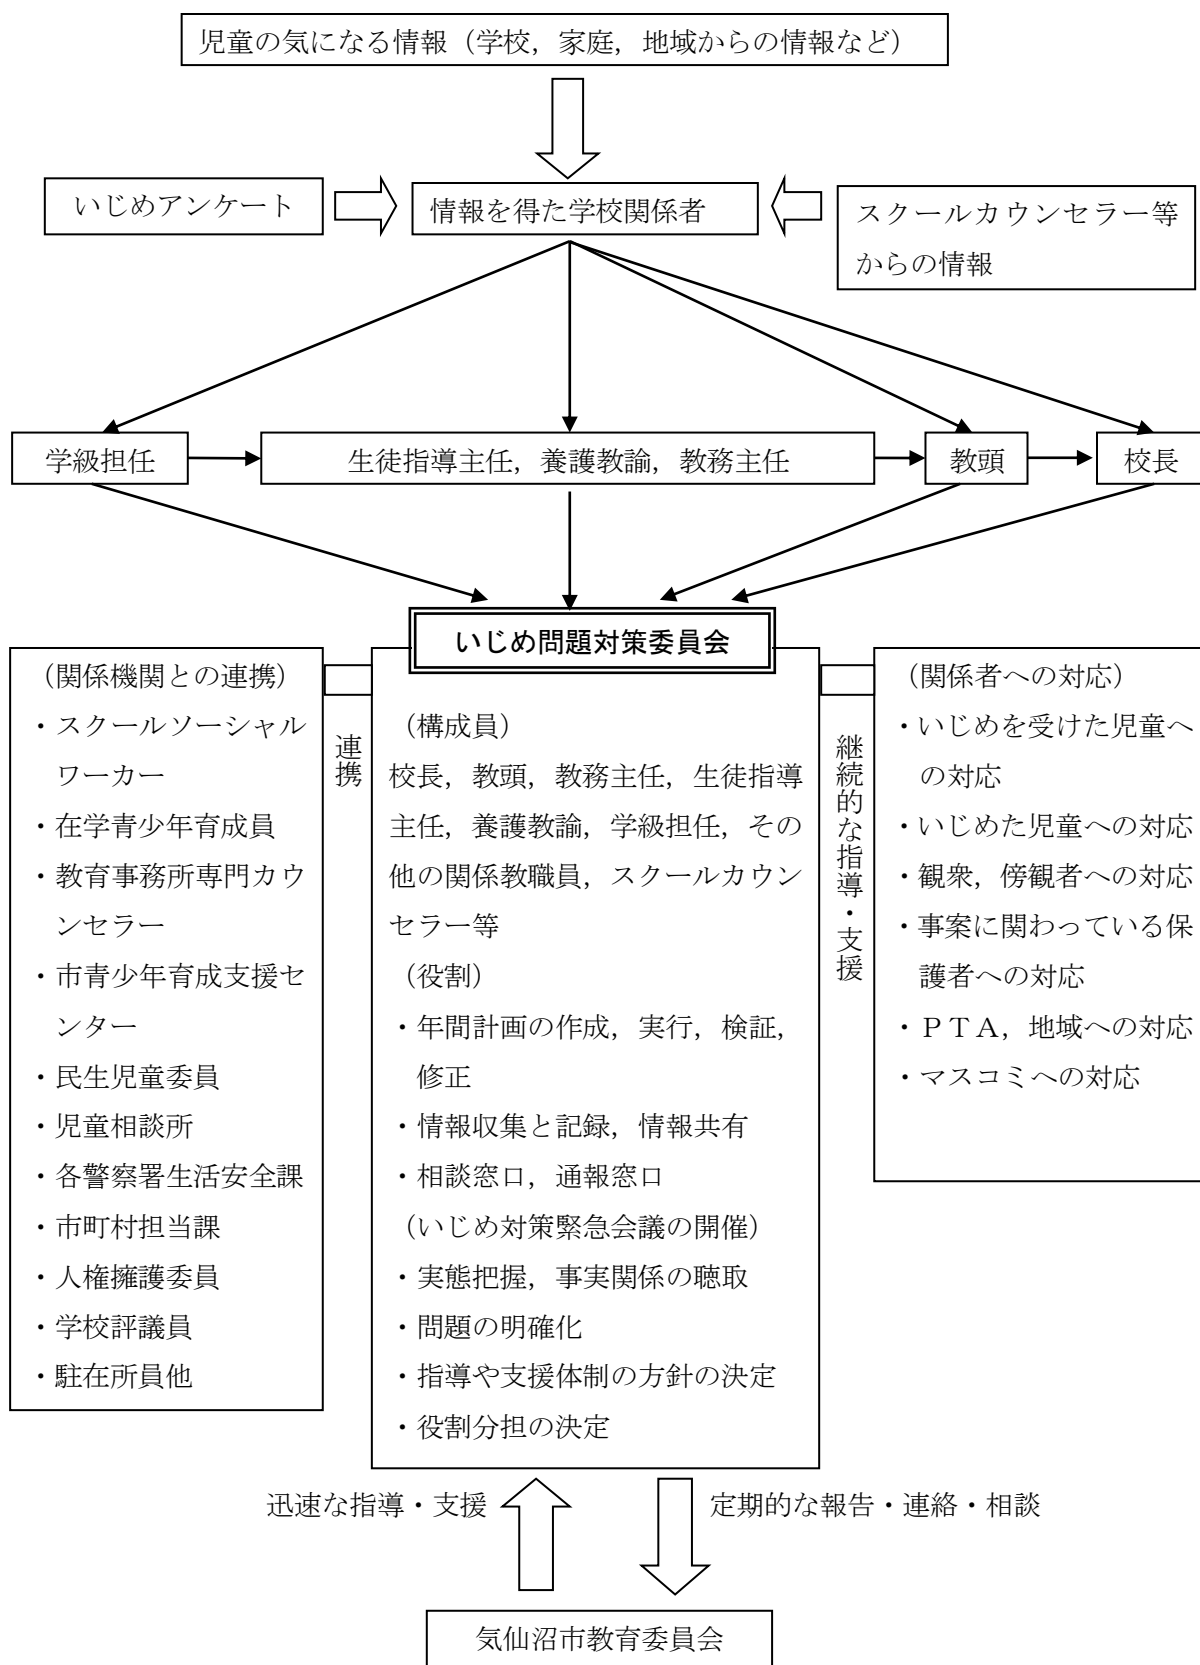 児童の気になる情報（学校，家庭，地域からの情報など）
いじめアンケート
情報を得た学校関係者
スクールカウンセラー等
からの情報
学級担任
生徒指導主任，養護教諭，教務主任
教頭
校長
いじめ問題対策委員会
（関係機関との連携）
・スクールソーシャル
ワーカー
・在学青少年育成員
・教育事務所専門カウ
ンセラー
・市青少年育成支援セ
ンター
・民生児童委員
・児童相談所
・各警察署生活安全課
・市町村担当課
・人権擁護委員
・学校評議員
・駐在所員他
連携
（構成員）
校長，教頭，教務主任，生徒指導
主任，養護教諭，学級担任，その
他の関係教職員，スクールカウン
セラー等
（役割）
・年間計画の作成，実行，検証，
修正
・情報収集と記録，情報共有
・相談窓口，通報窓口
（いじめ対策緊急会議の開催）
・実態把握，事実関係の聴取
・問題の明確化
・指導や支援体制の方針の決定
・役割分担の決定
継続的な指導・支援
（関係者への対応）
・いじめを受けた児童へ
の対応
・いじめた児童への対応
・観衆，傍観者への対応
・事案に関わっている保
護者への対応
・ＰＴＡ，地域への対応
・マスコミへの対応
迅速な指導・支援
定期的な報告・連絡・相談
気仙沼市教育委員会